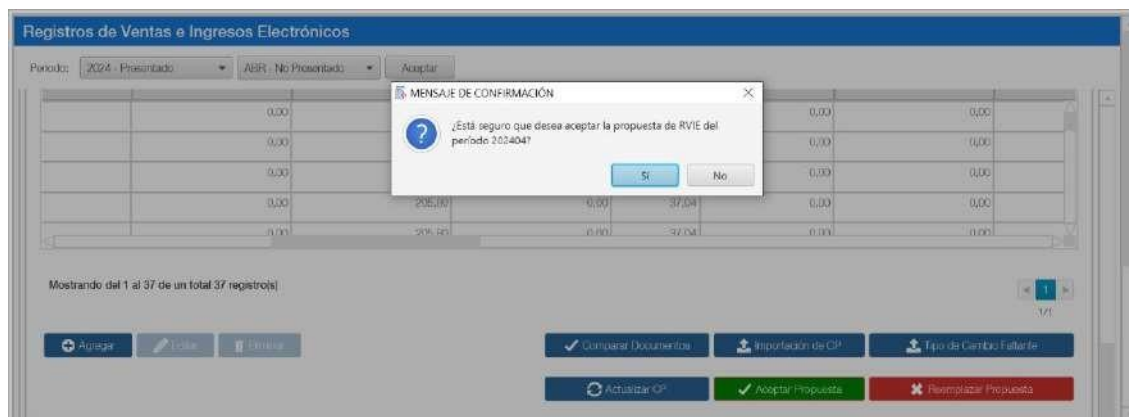 Registros de Ventas e Ingresos Electrónicos
Periodo: 2024 - Presentado ABR - No Presentado Aceptar
MENSAJE DE CONFIRMACIÓN
¿Está seguro que desea aceptar la propuesta de RVIE del
período 202404?
Sí No
0,00 0,00 0,00
0,00 0,00 0,00
0,00 0,00 0,00
0,00 205,80 0,00 37,04 0,00 0,00
0,00 205,80 0,00 37,04 0,00 0,00
Mostrando del 1 al 37 de un total 37 registro(s)
1
1/1
Agregar Editar Eliminar Comparar Documentos Importación de CP Tipo de Cambio Faltante
Actualizar CP Aceptar Propuesta Reemplazar Propuesta